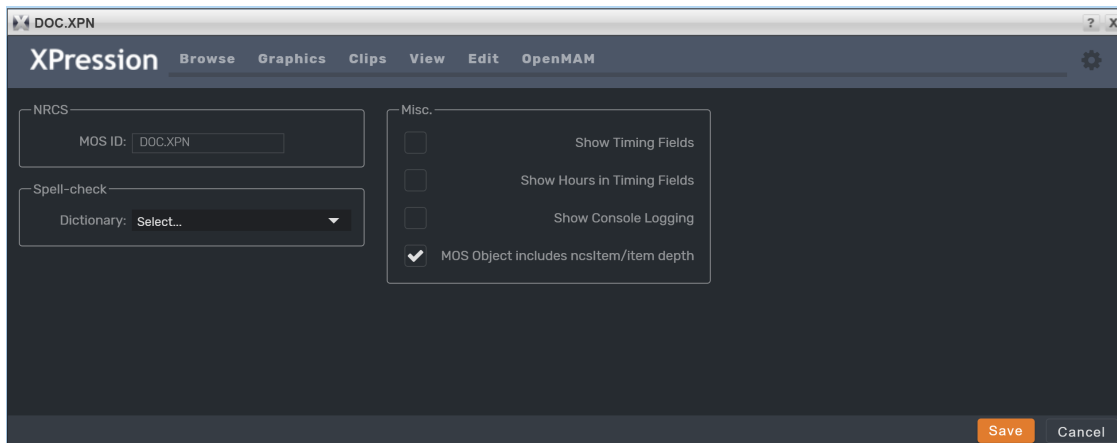 DOC.XPN
? X
XPression Browse Graphics Clips View Edit OpenMAM
NRCS
MOS ID: DOC.XPN
Spell-check
Dictionary: Select...
Misc.
Show Timing Fields
Show Hours in Timing Fields
Show Console Logging
MOS Object includes ncsItem/item depth
Save Cancel